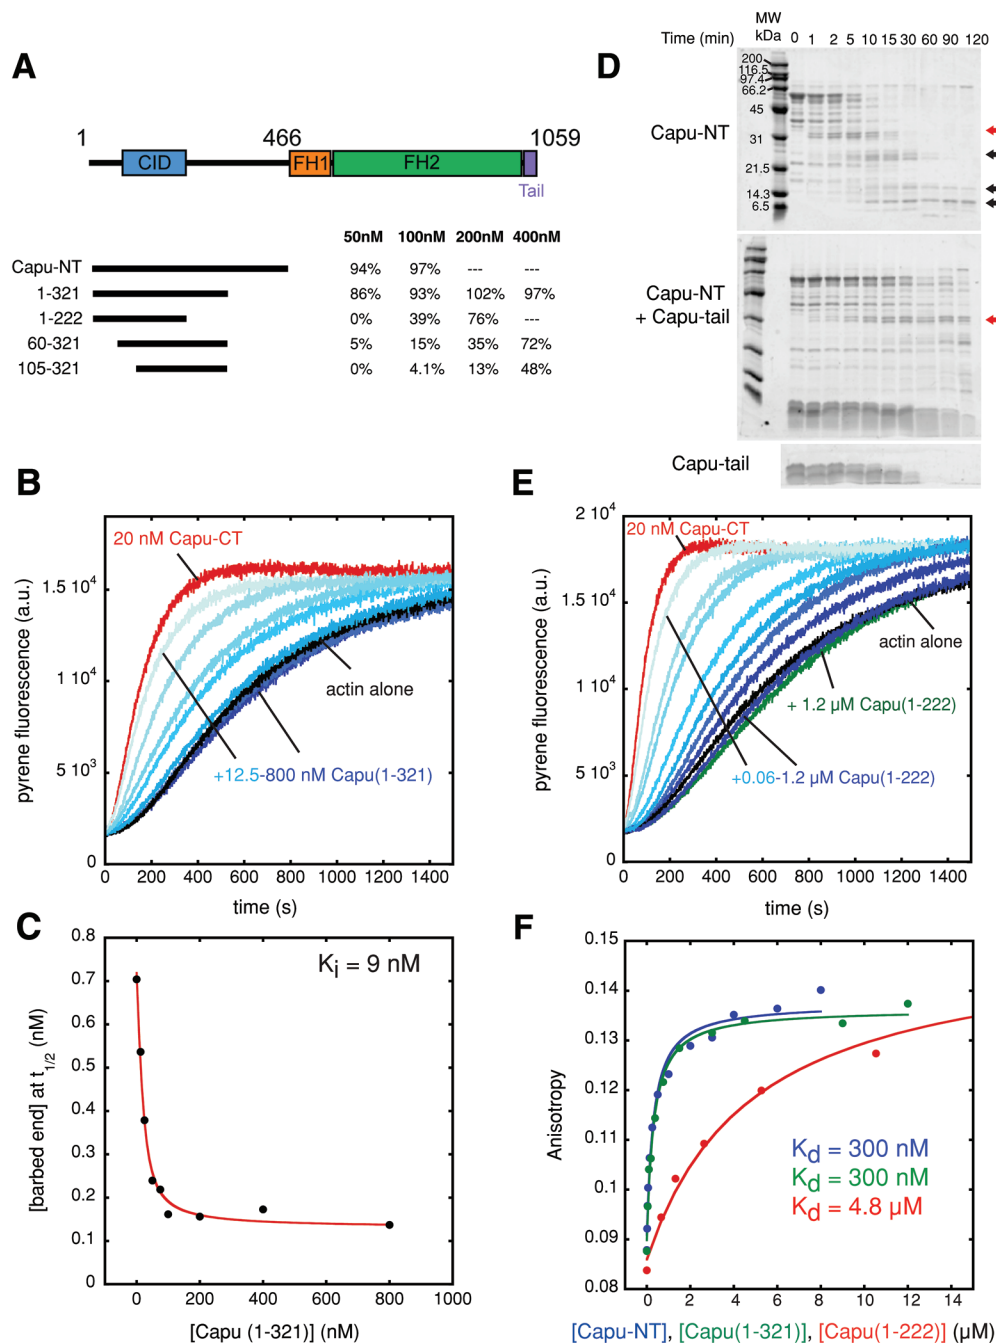 A
1 466 1059
CID FH1 FH2
Tail
50nM 100nM 200nM 400nM
Capu-NT 94% 97% --- ---
1-321 86% 93% 102% 97%
1-222 0% 39% 76% ---
60-321 5% 15% 35% 72%
105-321 0% 4.1% 13% 48%
D
MW
kDa
Time (min) 0 1 2 5 10 15 30 60 90 120
200
116.5
97.4
66.2
45
31
21.5
14.3
6.5
Capu-NT
Capu-NT
+ Capu-tail
Capu-tail
B
20 nM Capu-CT
actin alone
+12.5-800 nM Capu(1-321)
pyrene fluorescence (a.u.)
1.5 10⁴
1 10⁴
5 10³
0
0 200 400 600 800 1000 1200 1400
time (s)
E
2 10⁴
20 nM Capu-CT
actin alone
+ 1.2 µM Capu(1-222)
+0.06-1.2 µM Capu(1-222)
pyrene fluorescence (a.u.)
1.5 10⁴
1 10⁴
5 10³
0
0 200 400 600 800 1000 1200 1400
time (s)
C
Ki = 9 nM
[barbed end] at t1/2 (nM)
0.8
0.7
0.6
0.5
0.4
0.3
0.2
0.1
0
0 200 400 600 800 1000
[Capu (1-321)] (nM)
F
Anisotropy
0.15
0.14
0.13
0.12
0.11
0.1
0.09
0.08
Kd = 300 nM
Kd = 300 nM
Kd = 4.8 µM
0 2 4 6 8 10 12 14
[Capu-NT], [Capu(1-321)], [Capu(1-222)] (µM)